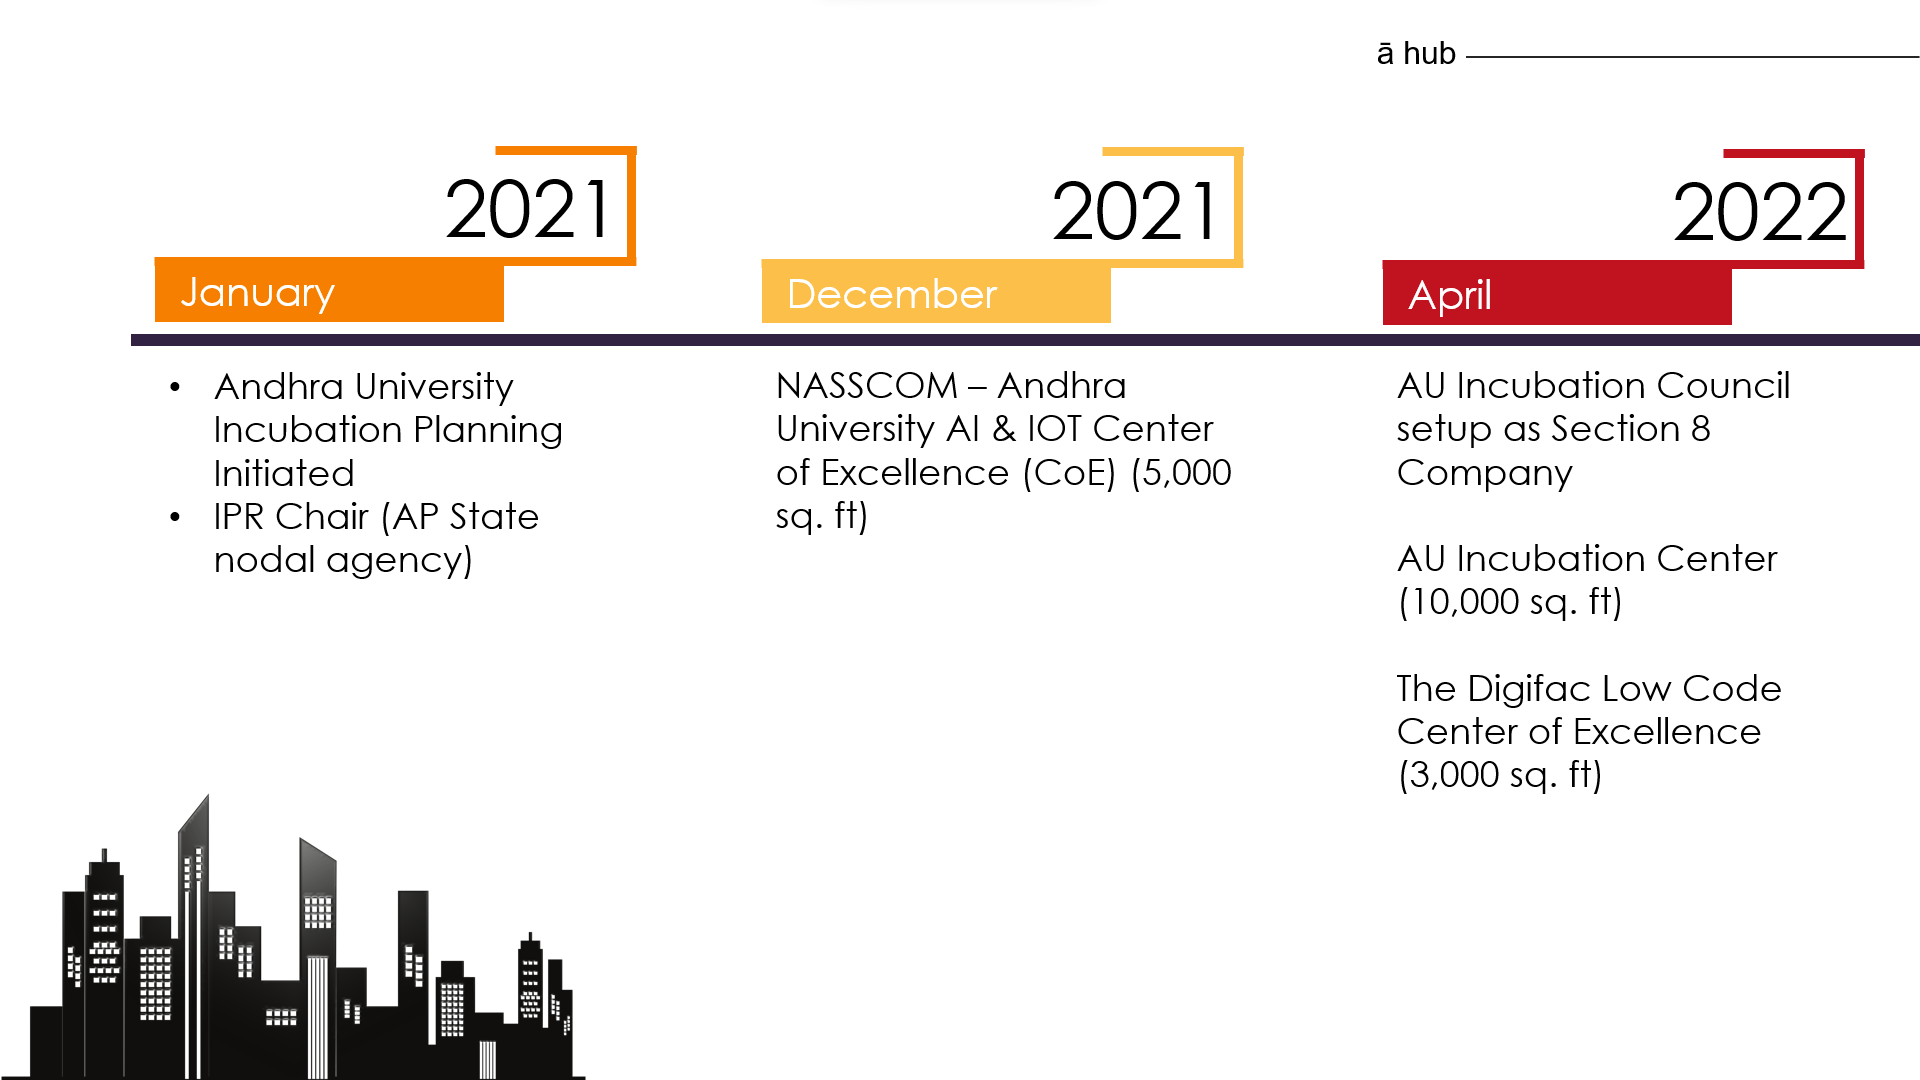 ā hub
2021
January
• Andhra University
Incubation Planning
Initiated
• IPR Chair (AP State
nodal agency)
2021
December
NASSCOM – Andhra
University AI & IOT Center
of Excellence (CoE) (5,000
sq. ft)
2022
April
AU Incubation Council
setup as Section 8
Company
AU Incubation Center
(10,000 sq. ft)
The Digifac Low Code
Center of Excellence
(3,000 sq. ft)